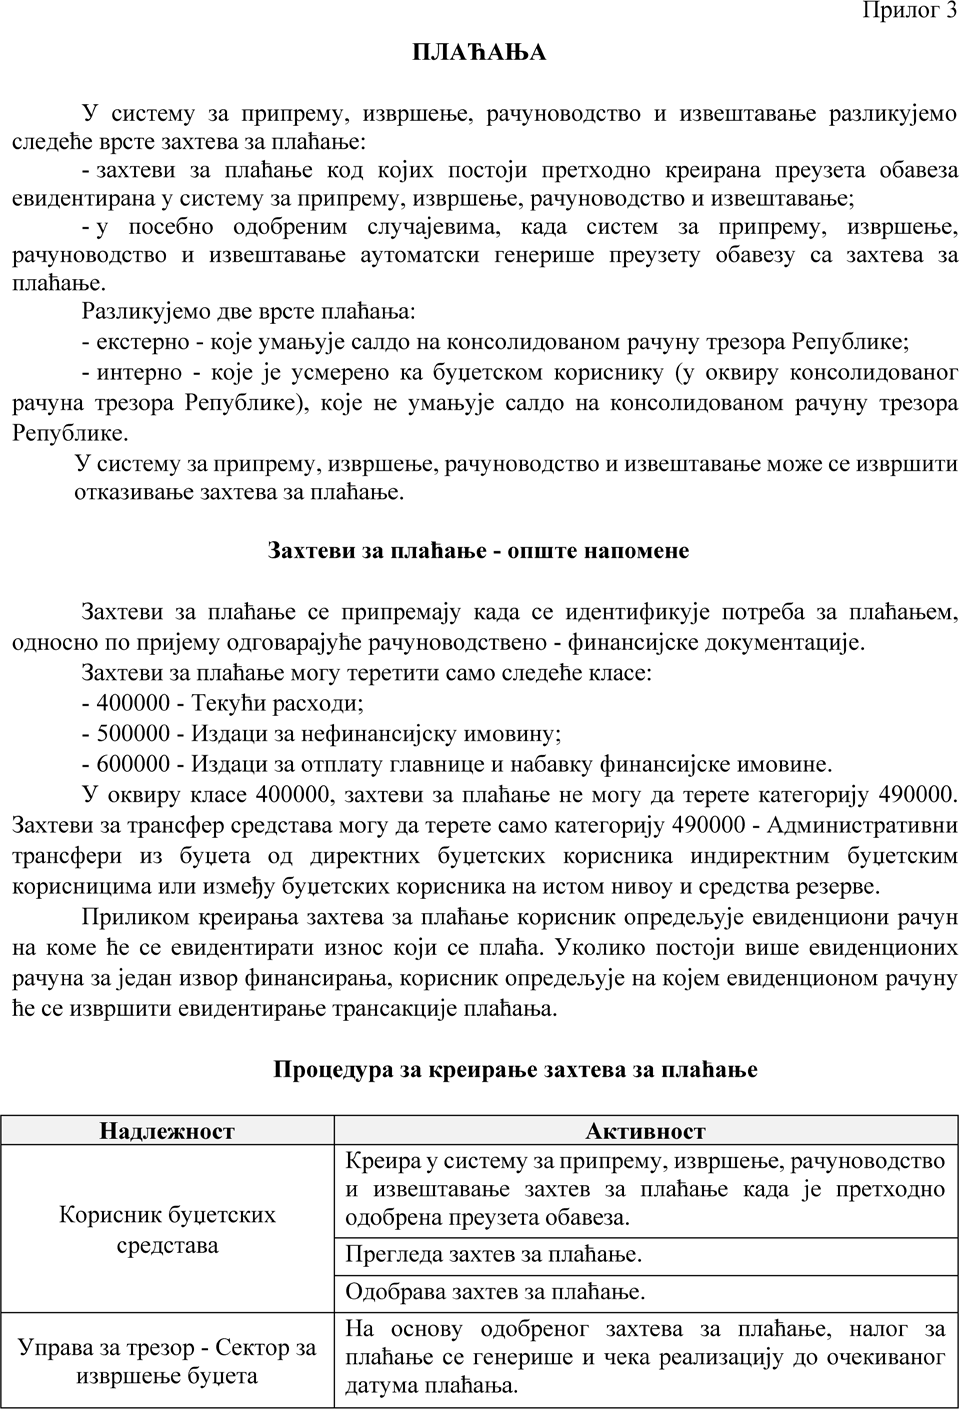 Прилог 3
ПЛАЋАЊА
У систему за припрему, извршење, рачуноводство и извештавање разликујемо
следеће врсте захтева за плаћање:
- захтеви за плаћање код којих постоји претходно креирана преузета обавеза
евидентирана у систему за припрему, извршење, рачуноводство и извештавање;
- у посебно одобреним случајевима, када систем за припрему, извршење,
рачуноводство и извештавање аутоматски генерише преузету обавезу са захтева за
плаћање.
Разликујемо две врсте плаћања:
- екстерно - које умањује салдо на консолидованом рачуну трезора Републике;
- интерно - које је усмерено ка буџетском кориснику (у оквиру консолидованог
рачуна трезора Републике), које не умањује салдо на консолидованом рачуну трезора
Републике.
У систему за припрему, извршење, рачуноводство и извештавање може се извршити
отказивање захтева за плаћање.
Захтеви за плаћање - опште напомене
Захтеви за плаћање се припремају када се идентификује потреба за плаћањем,
односно по пријему одговарајуће рачуноводствено - финансијске документације.
Захтеви за плаћање могу теретити само следеће класе:
- 400000 - Текући расходи;
- 500000 - Издаци за нефинансијску имовину;
- 600000 - Издаци за отплату главнице и набавку финансијске имовине.
У оквиру класе 400000, захтеви за плаћање не могу да терете категорију 490000.
Захтеви за трансфер средстава могу да терете само категорију 490000 - Административни
трансфери из буџета од директних буџетских корисника индиректним буџетским
корисницима или између буџетских корисника на истом нивоу и средства резерве.
Приликом креирања захтева за плаћање корисник опредељује евиденциони рачун
на коме ће се евидентирати износ који се плаћа. Уколико постоји више евиденционих
рачуна за један извор финансирања, корисник опредељује на којем евиденционом рачуну
ће се извршити евидентирање трансакције плаћања.
Процедура за креирање захтева за плаћање
Надлежност
Активност
Корисник буџетских
средстава
Креира у систему за припрему, извршење, рачуноводство
и извештавање захтев за плаћање када је претходно
одобрена преузета обавеза.
Прегледа захтев за плаћање.
Одобрава захтев за плаћање.
Управа за трезор - Сектор за
извршење буџета
На основу одобреног захтева за плаћање, налог за
плаћање се генерише и чека реализацију до очекиваног
датума плаћања.